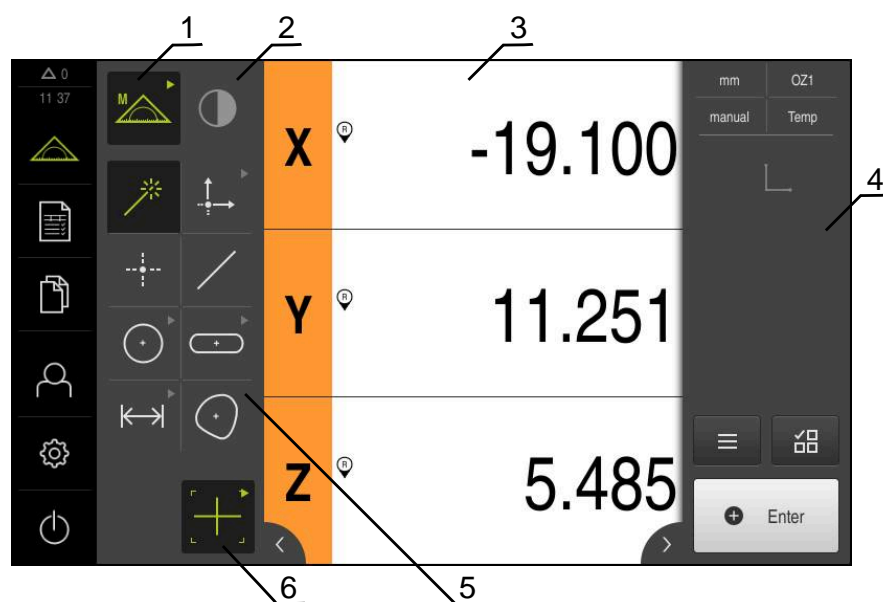 1 2 3
0
11 37
M
mm OZ1
manual Temp
X R -19.100
4
Y R 11.251
Z R 5.485
Enter
6 5